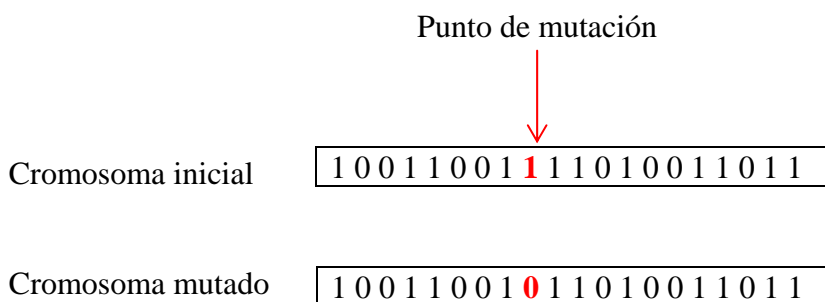 Punto de mutación
Cromosoma inicial 1 0 0 1 1 0 0 1 1 1 1 0 1 0 0 1 1 0 1 1
Cromosoma mutado 1 0 0 1 1 0 0 1 0 1 1 0 1 0 0 1 1 0 1 1